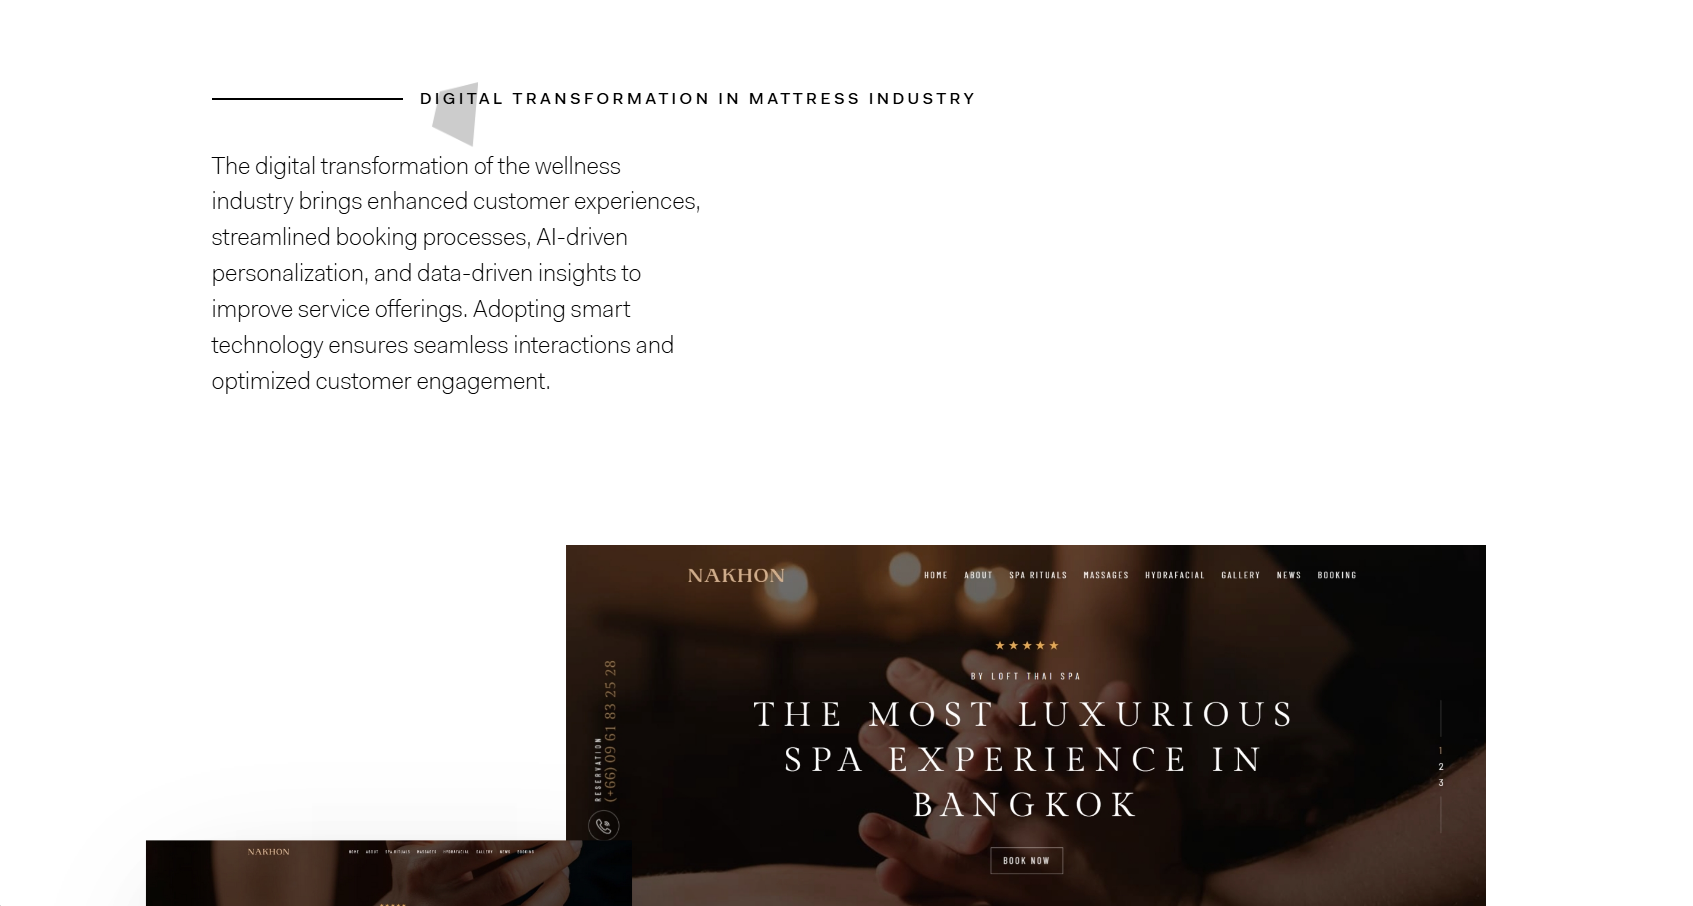 DIGITAL TRANSFORMATION IN MATTRESS INDUSTRY
The digital transformation of the wellness
industry brings enhanced customer experiences,
streamlined booking processes, AI-driven
personalization, and data-driven insights to
improve service offerings. Adopting smart
technology ensures seamless interactions and
optimized customer engagement.
NAKHON
HOME ABOUT SPA RITUALS MASSAGES HYDRAFACIAL GALLERY NEWS BOOKING
BY LOFT THAI SPA
THE MOST LUXURIOUS
SPA EXPERIENCE IN
BANGKOK
BOOK NOW
RESERVATION
(+66) 09 61 83 25 28
1
2
3
NAKHON
HOME ABOUT SPA RITUALS MASSAGES HYDRAFACIAL GALLERY NEWS BOOKING